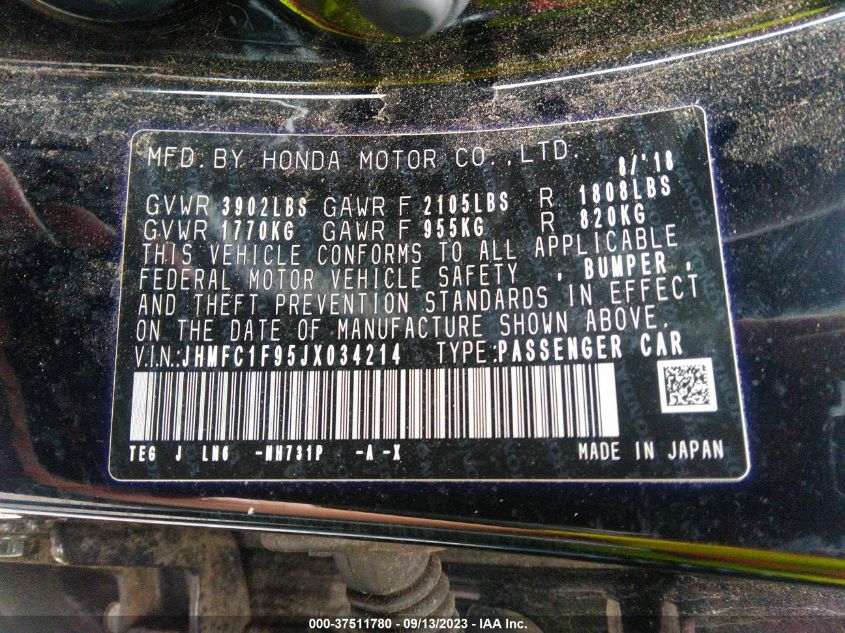 MFD. BY HONDA MOTOR CO.,LTD. 8/'18
GVWR 3902LBS GAWR F 2105LBS R 1808LBS
GVWR 1770KG GAWR F 955KG R 820KG
THIS VEHICLE CONFORMS TO ALL APPLICABLE
FEDERAL MOTOR VEHICLE SAFETY , BUMPER ,
AND THEFT PREVENTION STANDARDS IN EFFECT
ON THE DATE OF MANUFACTURE SHOWN ABOVE.
V.I.N.:JHMFC1F95JX034214 TYPE:PASSENGER CAR
TEG J LN6 -NH731P -A -X MADE IN JAPAN
000-37511780 - 09/13/2023 - IAA Inc.